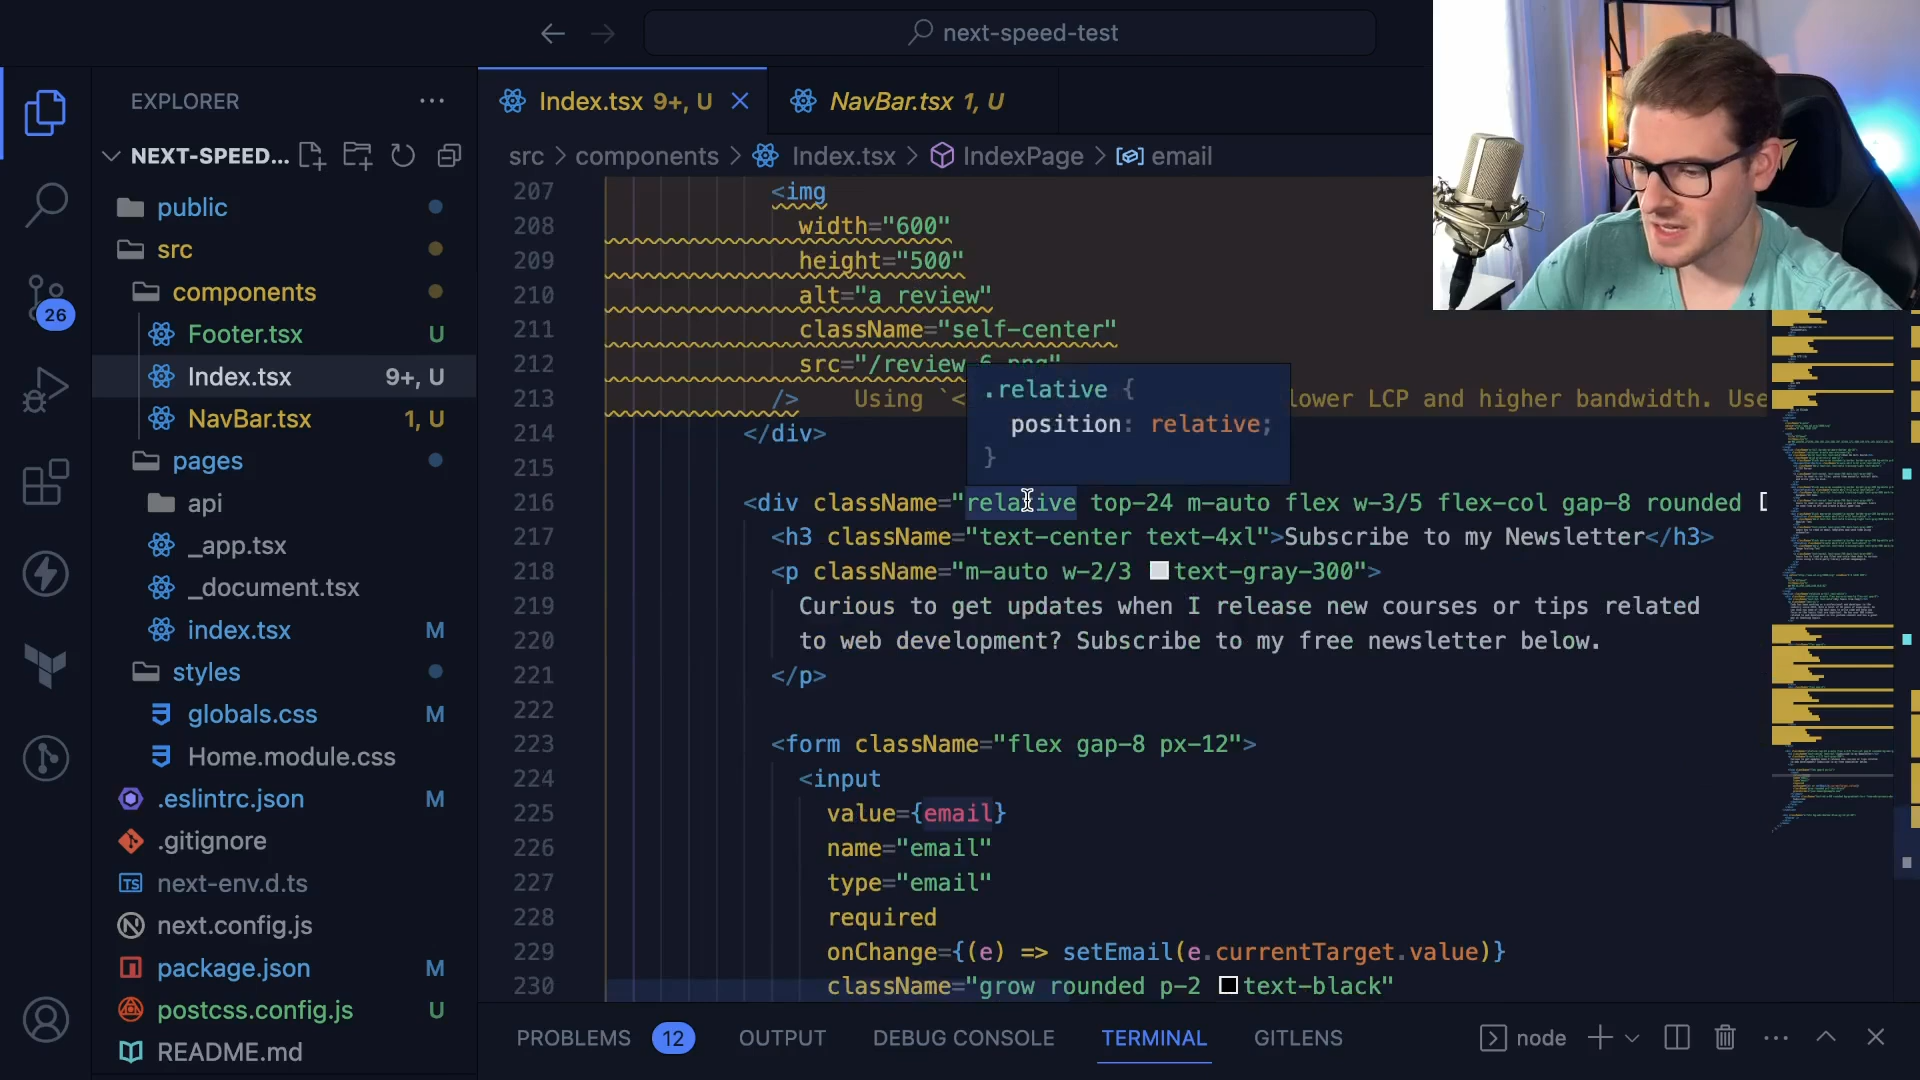 next-speed-test
EXPLORER
Index.tsx 9+, U
NavBar.tsx 1, U
NEXT-SPEED...
src > components > Index.tsx > IndexPage > email
public
src
components
Footer.tsx U
Index.tsx 9+, U
NavBar.tsx 1, U
pages
api
_app.tsx
_document.tsx
index.tsx M
styles
globals.css M
Home.module.css
.eslintrc.json M
.gitignore
next-env.d.ts
next.config.js
package.json M
postcss.config.js U
README.md
26
207 <img
208 width="600"
209 height="500"
210 alt="a review"
211 className="self-center"
212 src="/review-6.png"
213 /> Using `< lower LCP and higher bandwidth. Use
.relative {
position: relative;
}
214 </div>
215
216 <div className="relative top-24 m-auto flex w-3/5 flex-col gap-8 rounded
217 <h3 className="text-center text-4xl">Subscribe to my Newsletter</h3>
218 <p className="m-auto w-2/3 text-gray-300">
219 Curious to get updates when I release new courses or tips related
220 to web development? Subscribe to my free newsletter below.
221 </p>
222
223 <form className="flex gap-8 px-12">
224 <input
225 value={email}
226 name="email"
227 type="email"
228 required
229 onChange={(e) => setEmail(e.currentTarget.value)}
230 className="grow rounded p-2 text-black"
PROBLEMS 12 OUTPUT DEBUG CONSOLE TERMINAL GITLENS node